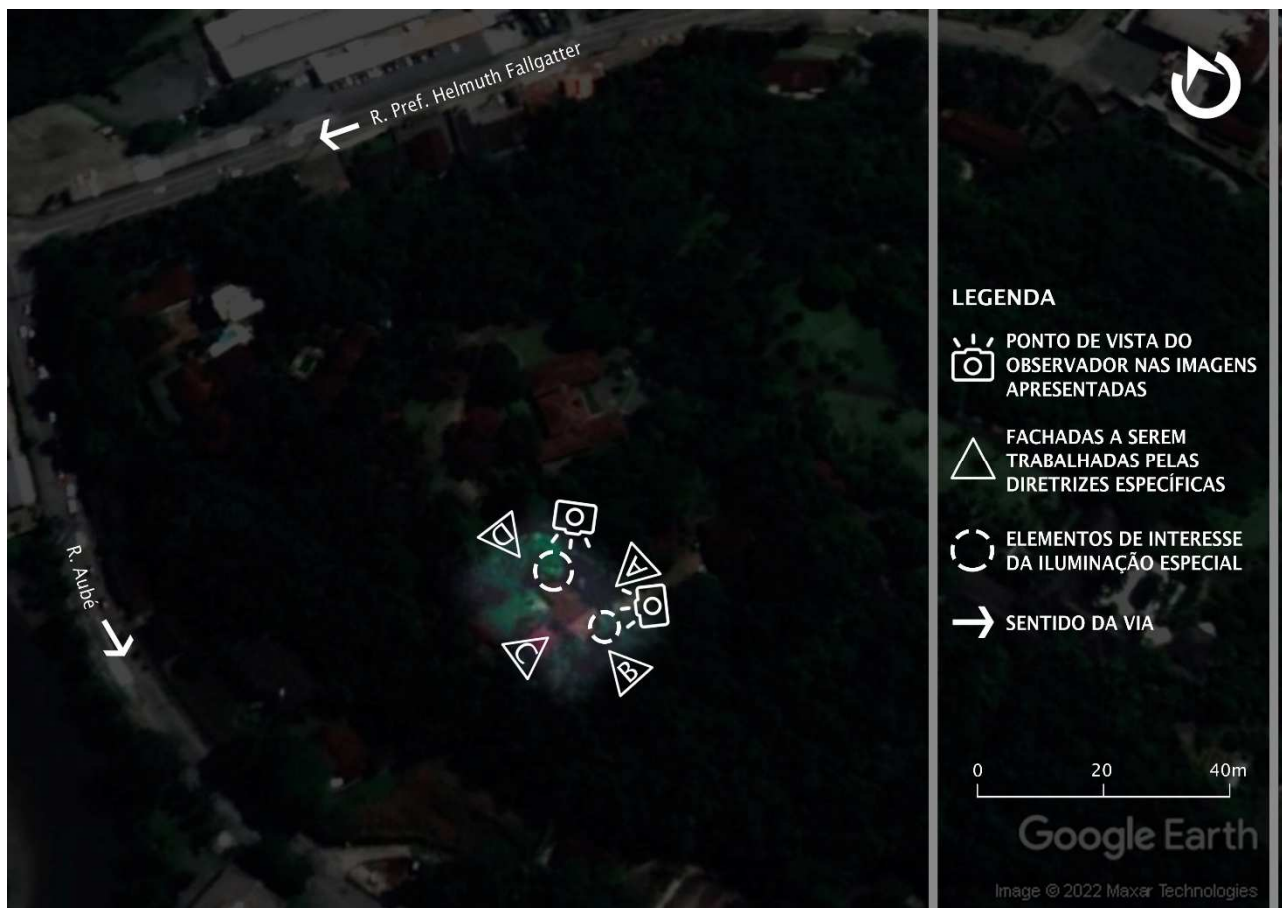 R. Pref. Helmuth Fallgatter
R. Aubé
D
A
C
B
LEGENDA
PONTO DE VISTA DO
OBSERVADOR NAS IMAGENS
APRESENTADAS
FACHADAS A SEREM
TRABALHADAS PELAS
DIRETRIZES ESPECÍFICAS
ELEMENTOS DE INTERESSE
DA ILUMINAÇÃO ESPECIAL
SENTIDO DA VIA
0 20 40m
Google Earth
Image © 2022 Maxar Technologies